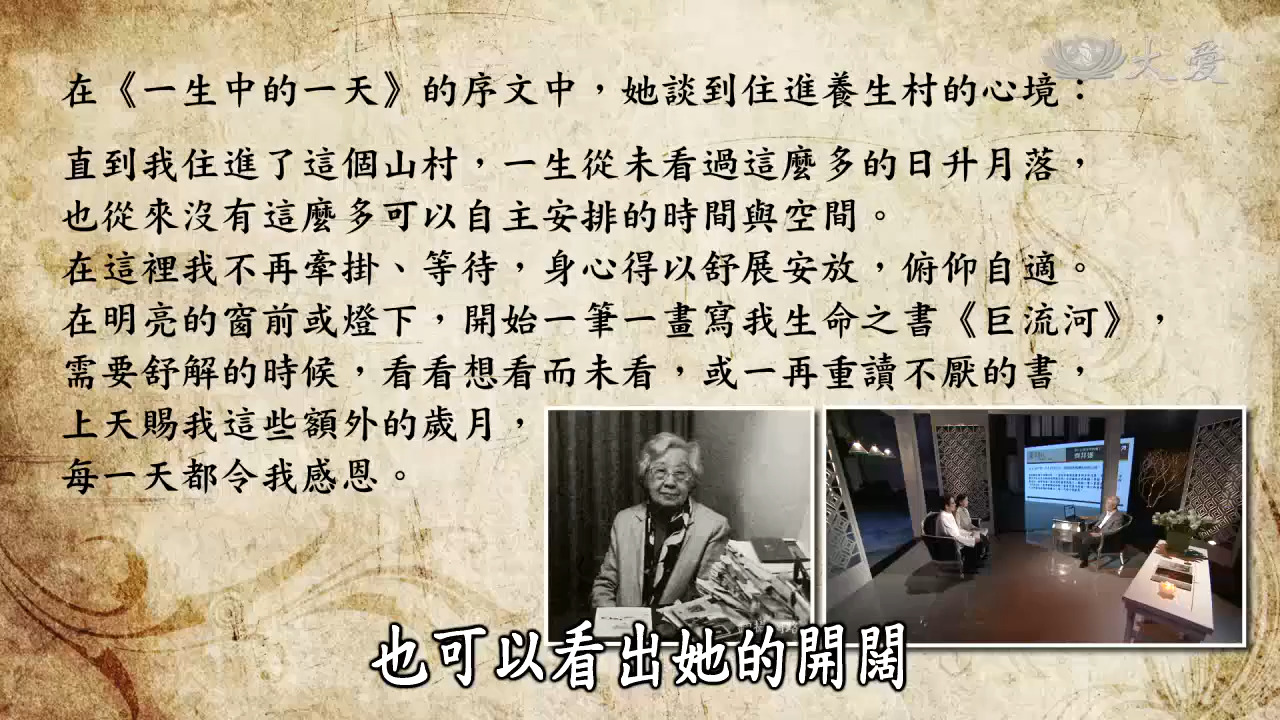 大愛
在《一生中的一天》的序文中，她談到住進養生村的心境：
直到我住進了這個山村，一生從未看過這麼多的日升月落，
也從來沒有這麼多可以自主安排的時間與空間。
在這裡我不再牽掛、等待，身心得以舒展安放，俯仰自適。
在明亮的窗前或燈下，開始一筆一畫寫我生命之書《巨流河》，
需要舒解的時候，看看想看而未看，或一再重讀不厭的書，
上天賜我這些額外的歲月，
每一天都令我感恩。
也可以看出她的開闊